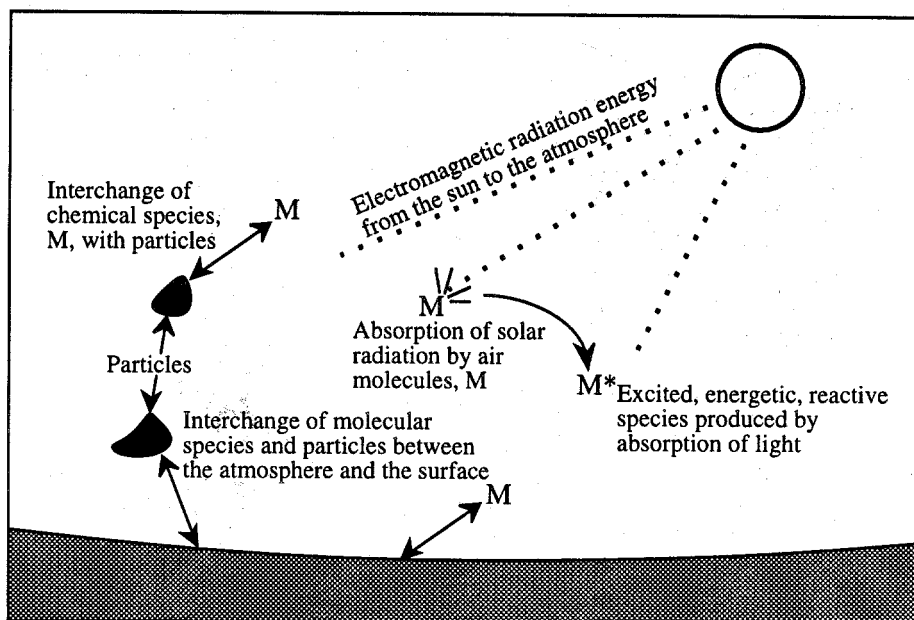 Electromagnetic radiation energy
from the sun to the atmosphere
Interchange of
chemical species,
M, with particles
M
M
Absorption of solar
radiation by air
molecules, M
Particles
M*
Excited, energetic, reactive
species produced by
absorption of light
Interchange of molecular
species and particles between
the atmosphere and the surface
M